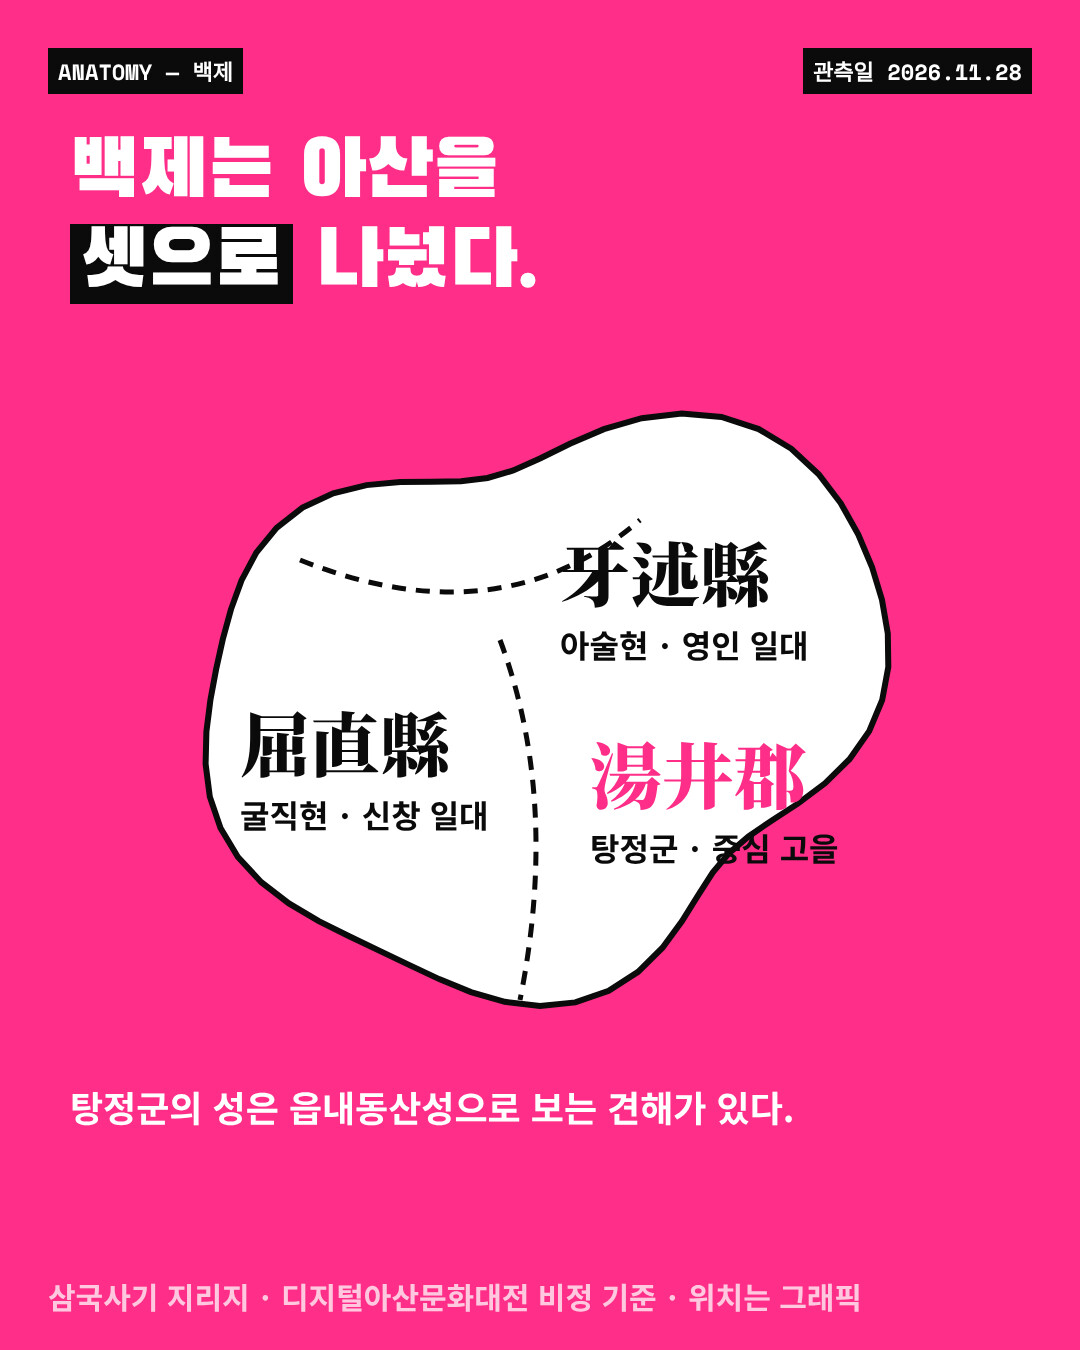 ANATOMY — 백제
관측일 2026.11.28
백제는 아산을
셋으로 나눴다.
牙述縣
아술현 · 영인 일대
屈直縣
굴직현 · 신창 일대
湯井郡
탕정군 · 중심 고을
탕정군의 성은 읍내동산성으로 보는 견해가 있다.
삼국사기 지리지 · 디지털아산문화대전 비정 기준 · 위치는 그래픽